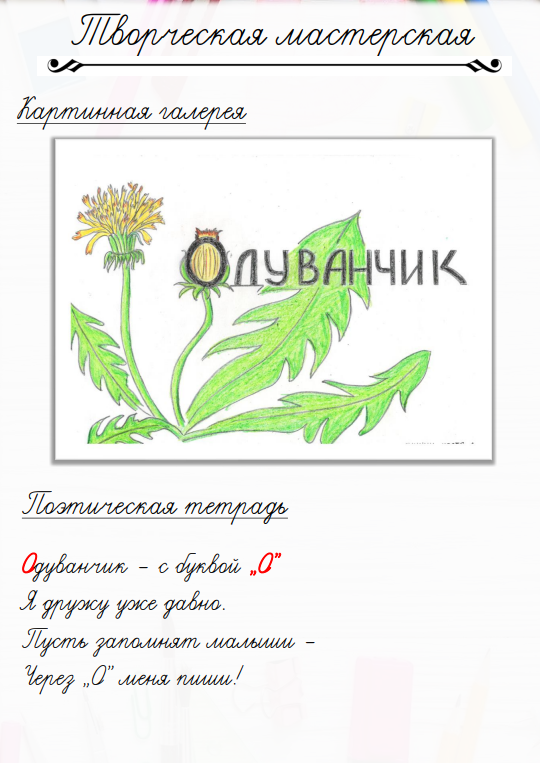 Творческая мастерская
Картинная галерея
Одуванчик
Поэтическая тетрадь
Одуванчик – с буквой „О”
Я дружу уже давно.
Пусть запомнят малыши –
Через „О” меня пиши!